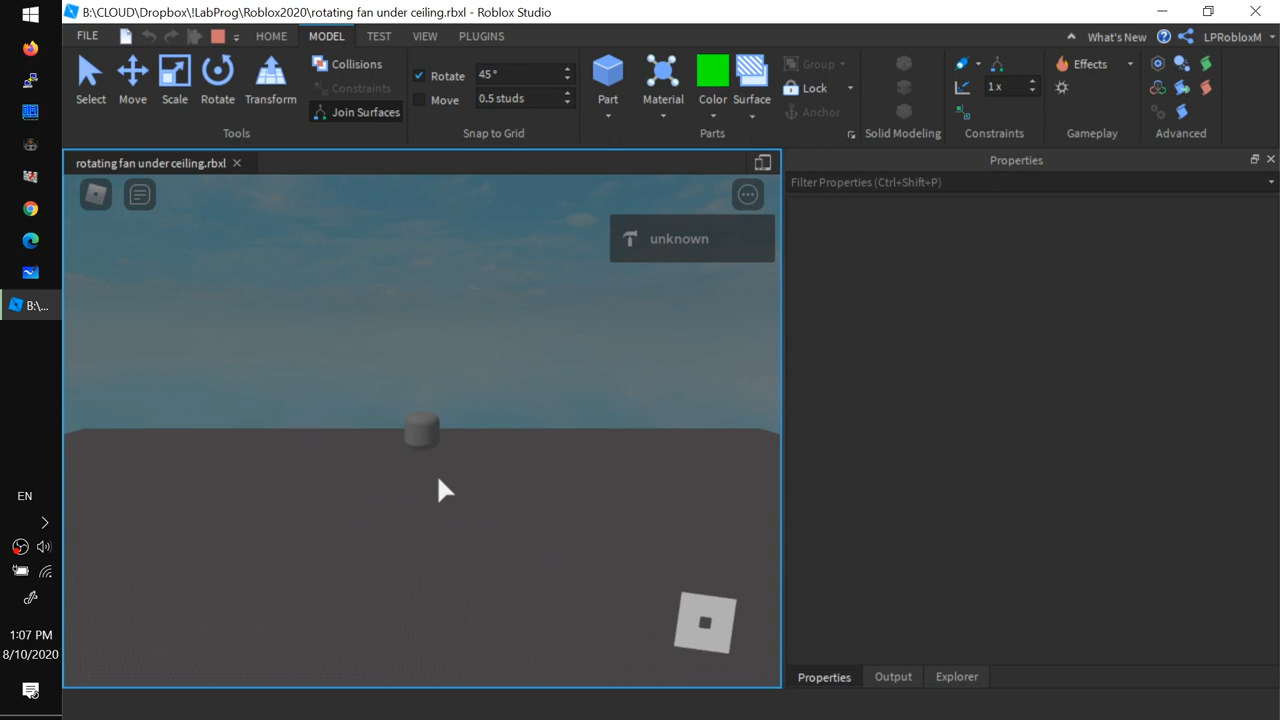 B:\CLOUD\Dropbox\!LabProg\Roblox2020\rotating fan under ceiling.rbxl - Roblox Studio
FILE HOME MODEL TEST VIEW PLUGINS What's New LPRobloxM
Select Move Scale Rotate Transform
Collisions
Constraints
Join Surfaces
Tools
Rotate 45°
Move 0.5 studs
Snap to Grid
Part Material Color Surface
Group
Lock
Anchor
Parts
Solid Modeling
1 x
Constraints
Effects
Gameplay
Advanced
rotating fan under ceiling.rbxl
Properties
Filter Properties (Ctrl+Shift+P)
unknown
B:\...
EN
1:07 PM
8/10/2020
Properties Output Explorer